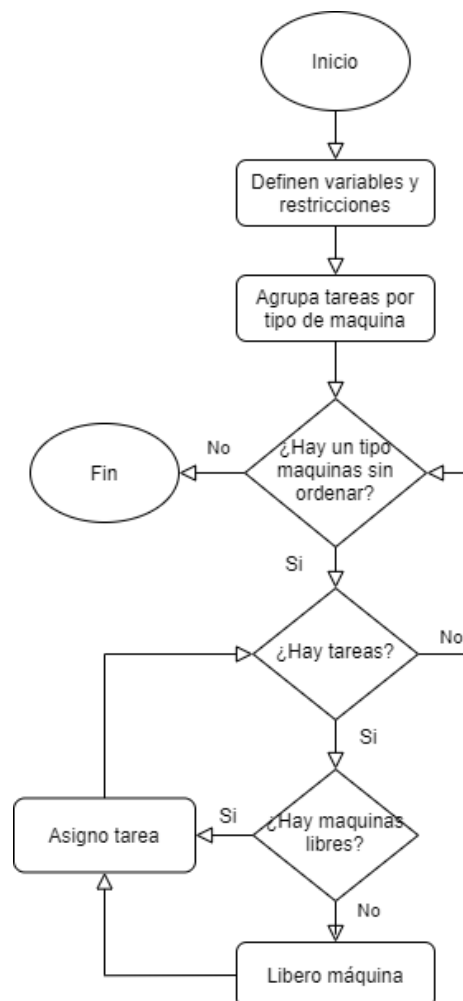 Inicio
Definen variables y
restricciones
Agrupa tareas por
tipo de maquina
¿Hay un tipo
maquinas sin
ordenar?
No
Fin
Si
¿Hay tareas?
No
Si
¿Hay maquinas
libres?
Si
Asigno tarea
No
Libero máquina